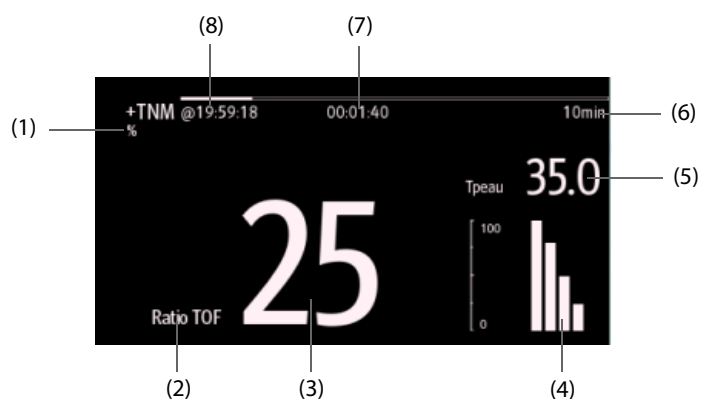 (8) (7)
+TNM @19:59:18 00:01:40 10min (6)
(1) %
Tpeau 35.0 (5)
100
25
Ratio TOF
0
(2) (3) (4)